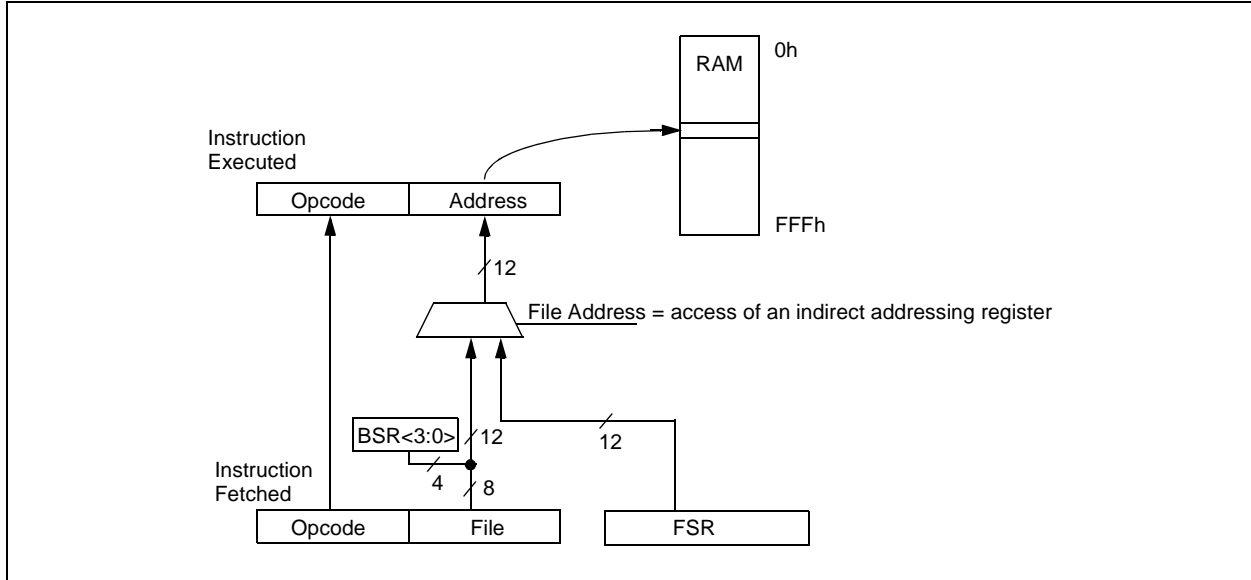 0h
RAM
Instruction
Executed
Opcode
Address
FFFh
12
File Address = access of an indirect addressing register
BSR<3:0>
12
12
4
8
Instruction
Fetched
Opcode
File
FSR